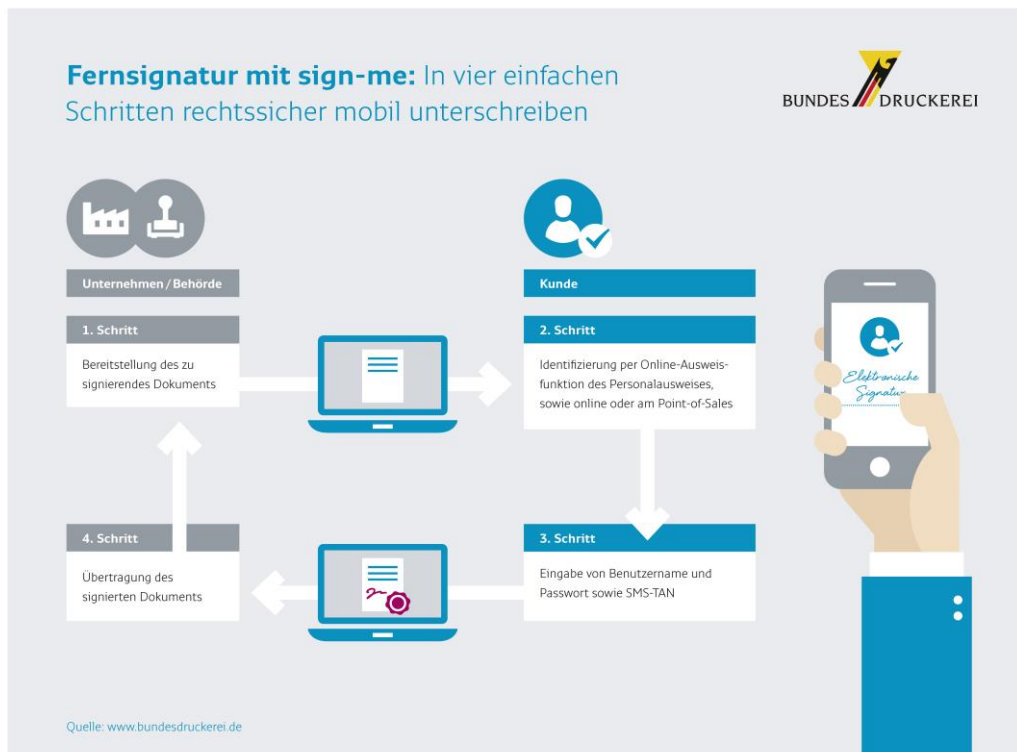 Fernsignatur mit sign-me: In vier einfachen
Schritten rechtssicher mobil unterschreiben
BUNDES DRUCKEREI
Unternehmen / Behörde
Kunde
1. Schritt
Bereitstellung des zu
signierendes Dokuments
2. Schritt
Identifizierung per Online-Ausweis-
funktion des Personalausweises,
sowie online oder am Point-of-Sales
Elektronische
Signatur
4. Schritt
Übertragung des
signierten Dokuments
3. Schritt
Eingabe von Benutzername und
Passwort sowie SMS-TAN
Quelle: www.bundesdruckerei.de